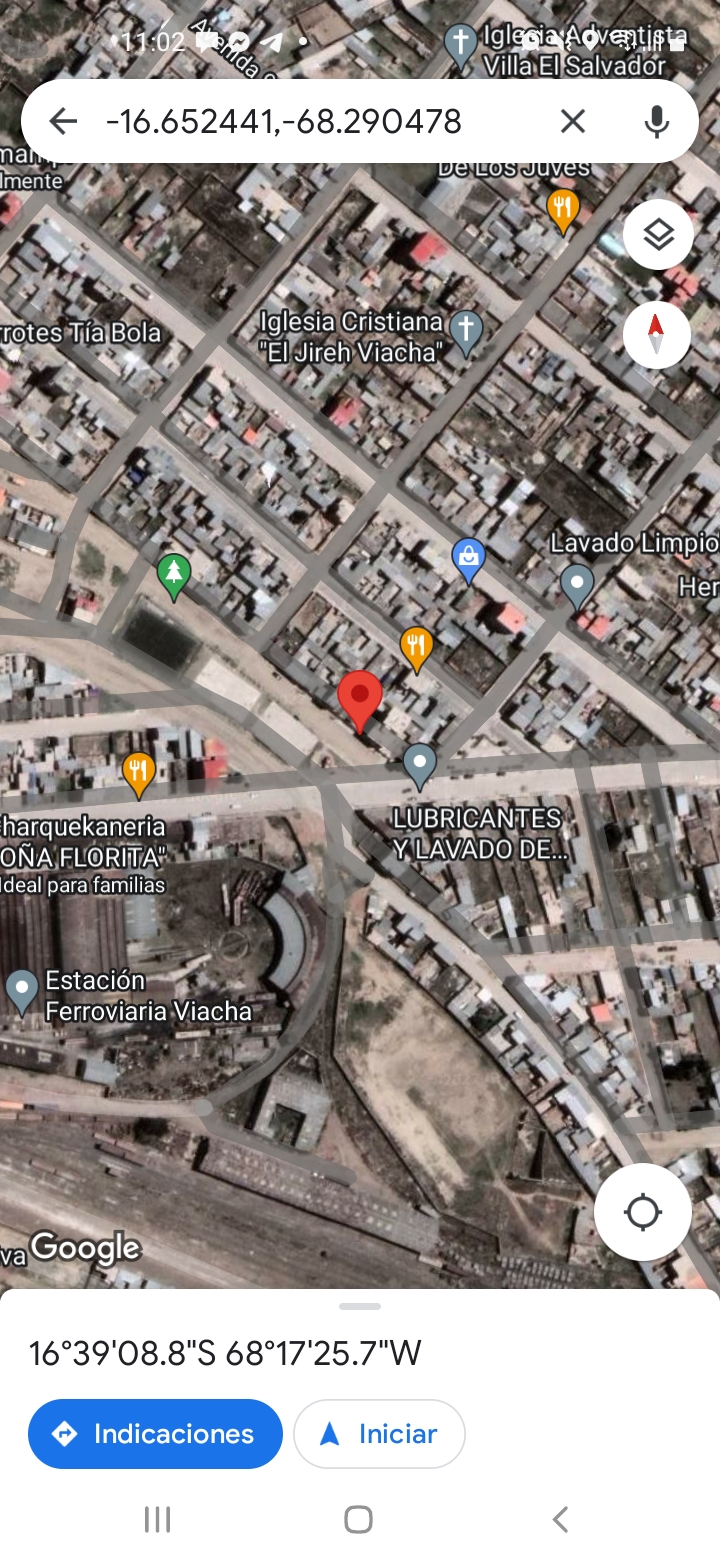 11:02
Avenida
Iglesia Adventista
Villa El Salvador
-16.652441,-68.290478
lmente
De Los Juves
rrotes Tía Bola
Iglesia Cristiana
"El Jireh Viacha"
Lavado Limpio
Her
harquekaneria
OÑA FLORITA"
Ideal para familias
LUBRICANTES
Y LAVADO DE...
Estación
Ferroviaria Viacha
va
Google
16°39'08.8"S 68°17'25.7"W
Indicaciones
Iniciar